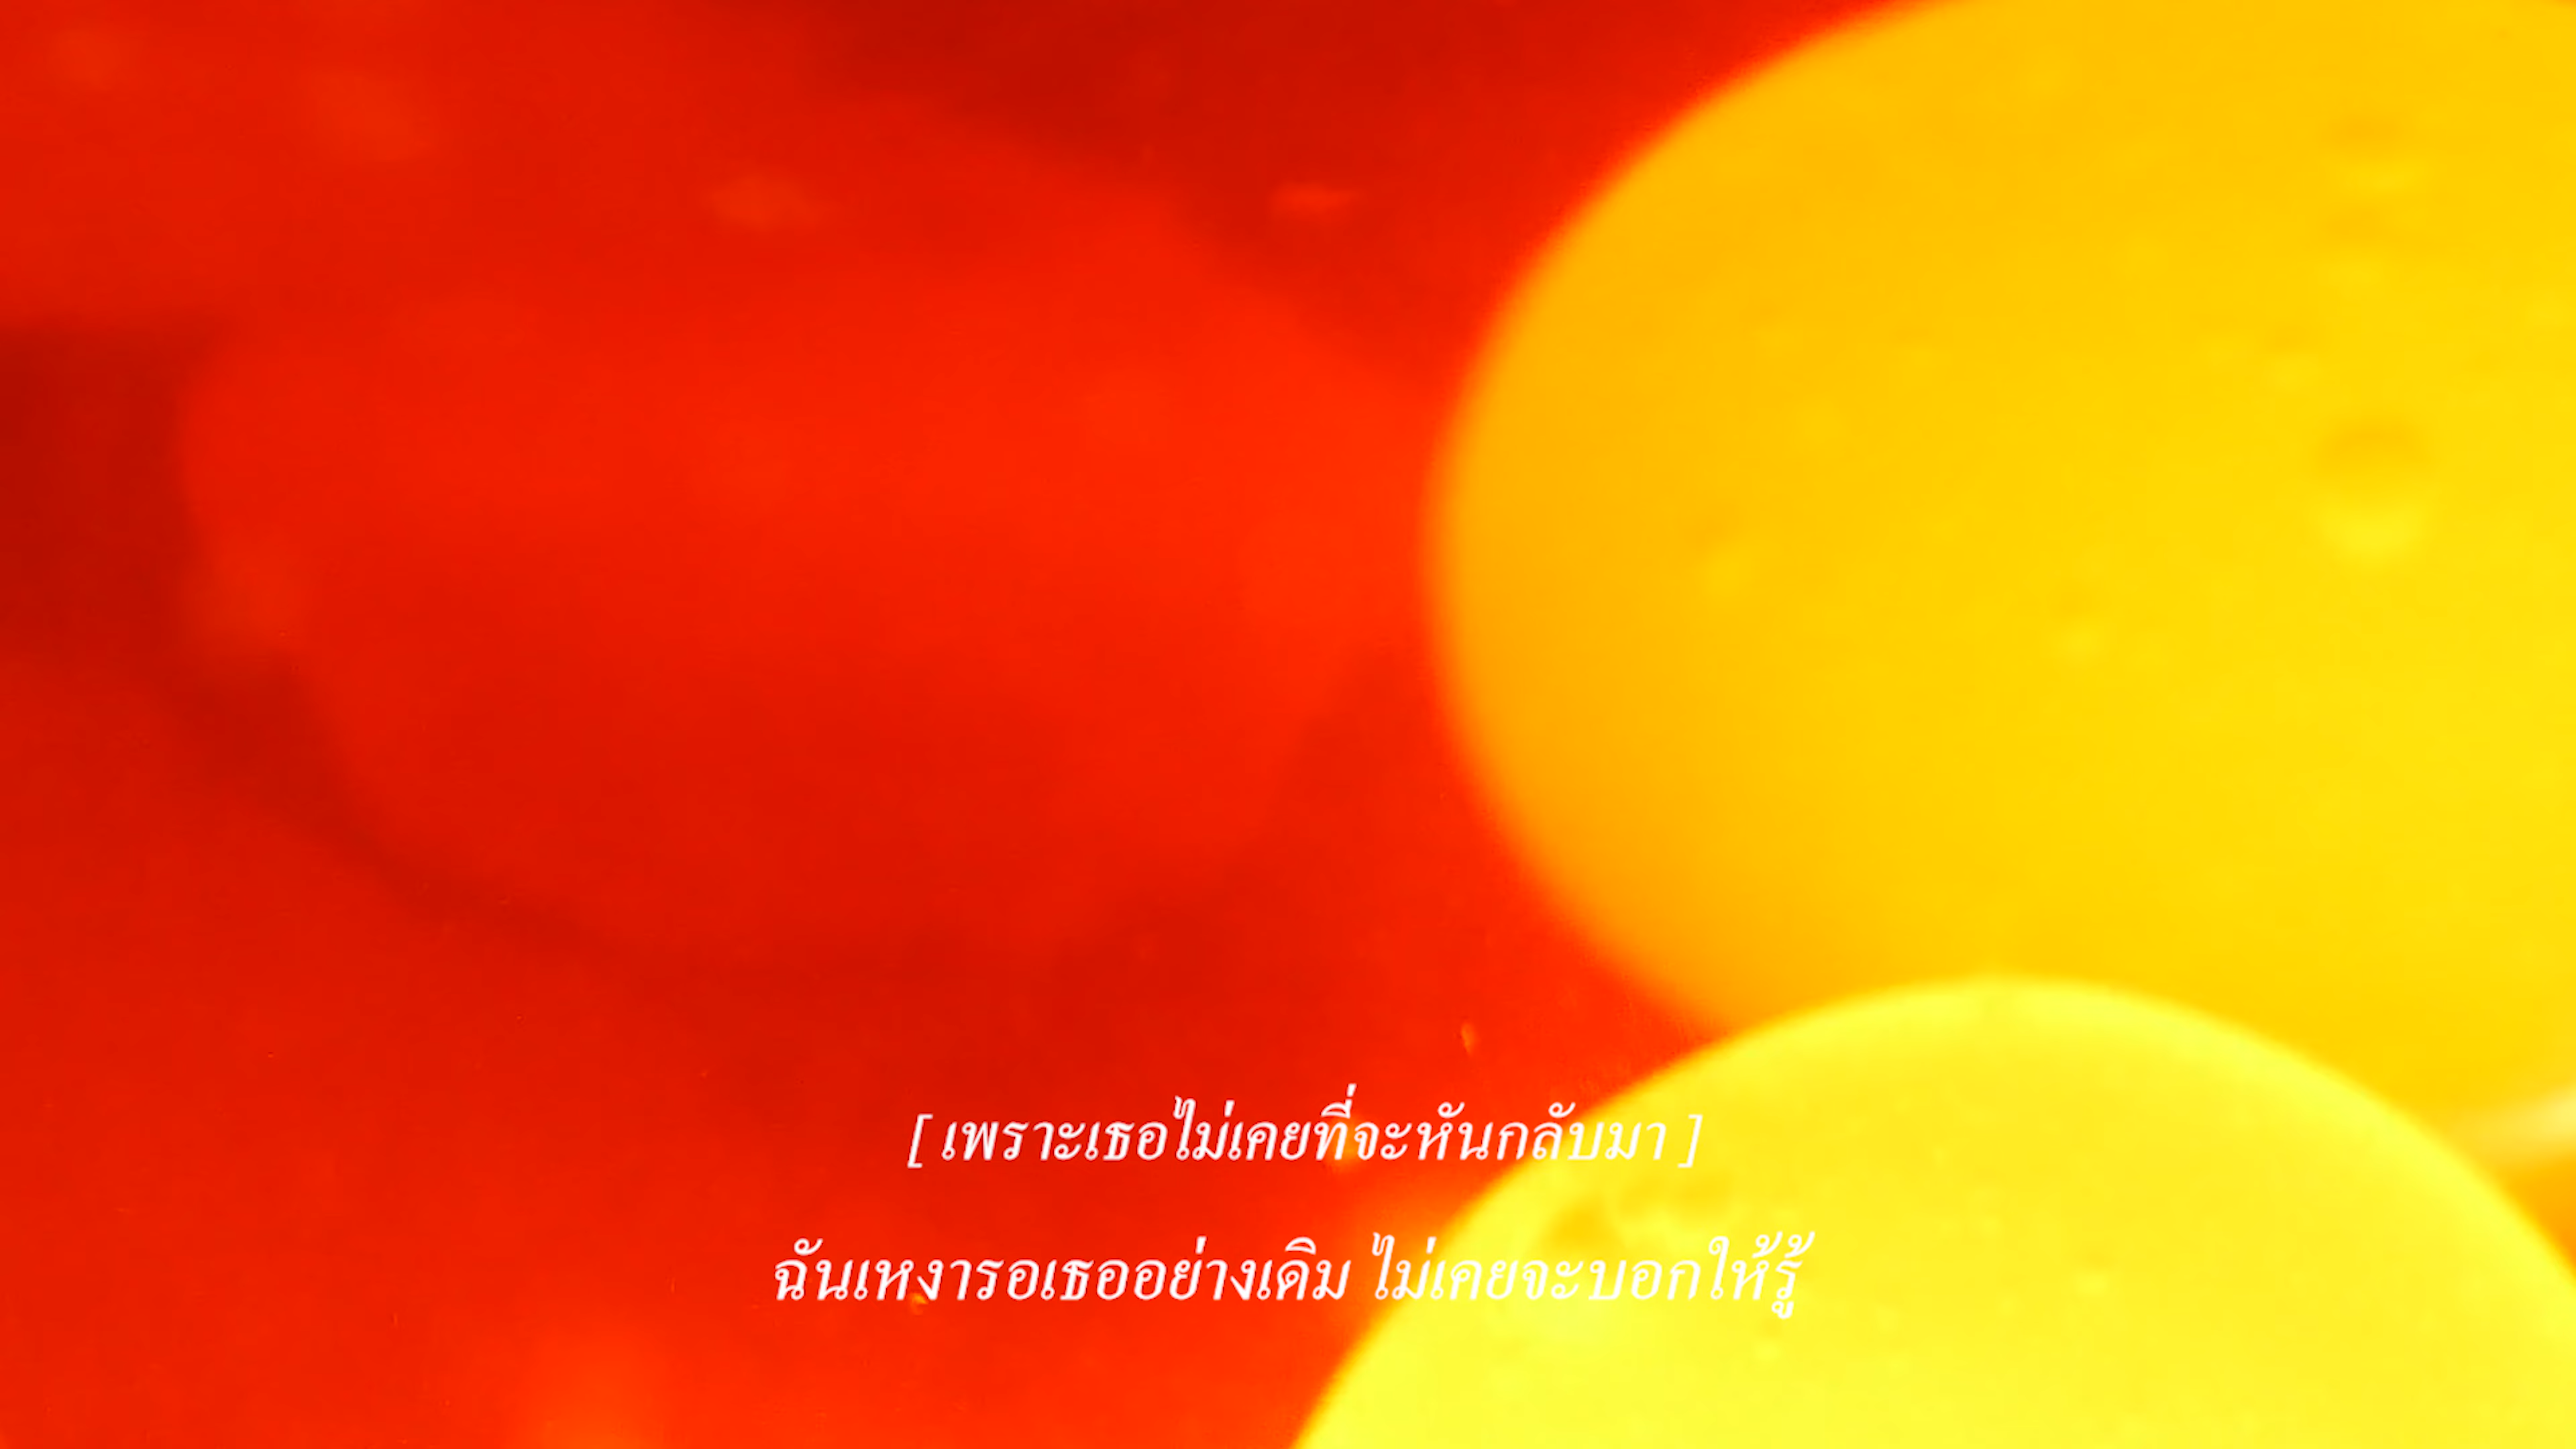 [ เพราะเธอไม่เคยที่จะหันกลับมา ]
ฉันเหงารอเธออย่างเดิม ไม่เคยจะบอกให้รู้